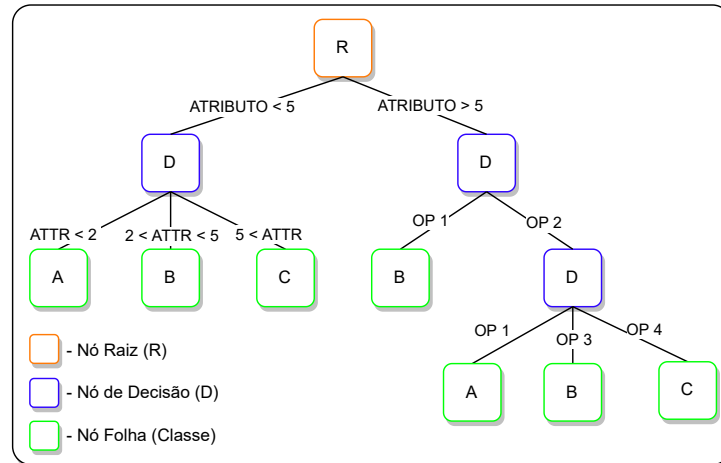 R
ATRIBUTO < 5
ATRIBUTO > 5
D
D
ATTR < 2
2 < ATTR < 5
5 < ATTR
OP 1
OP 2
A
B
C
B
D
OP 1
OP 3
OP 4
A
B
C
- Nó Raiz (R)
- Nó de Decisão (D)
- Nó Folha (Classe)